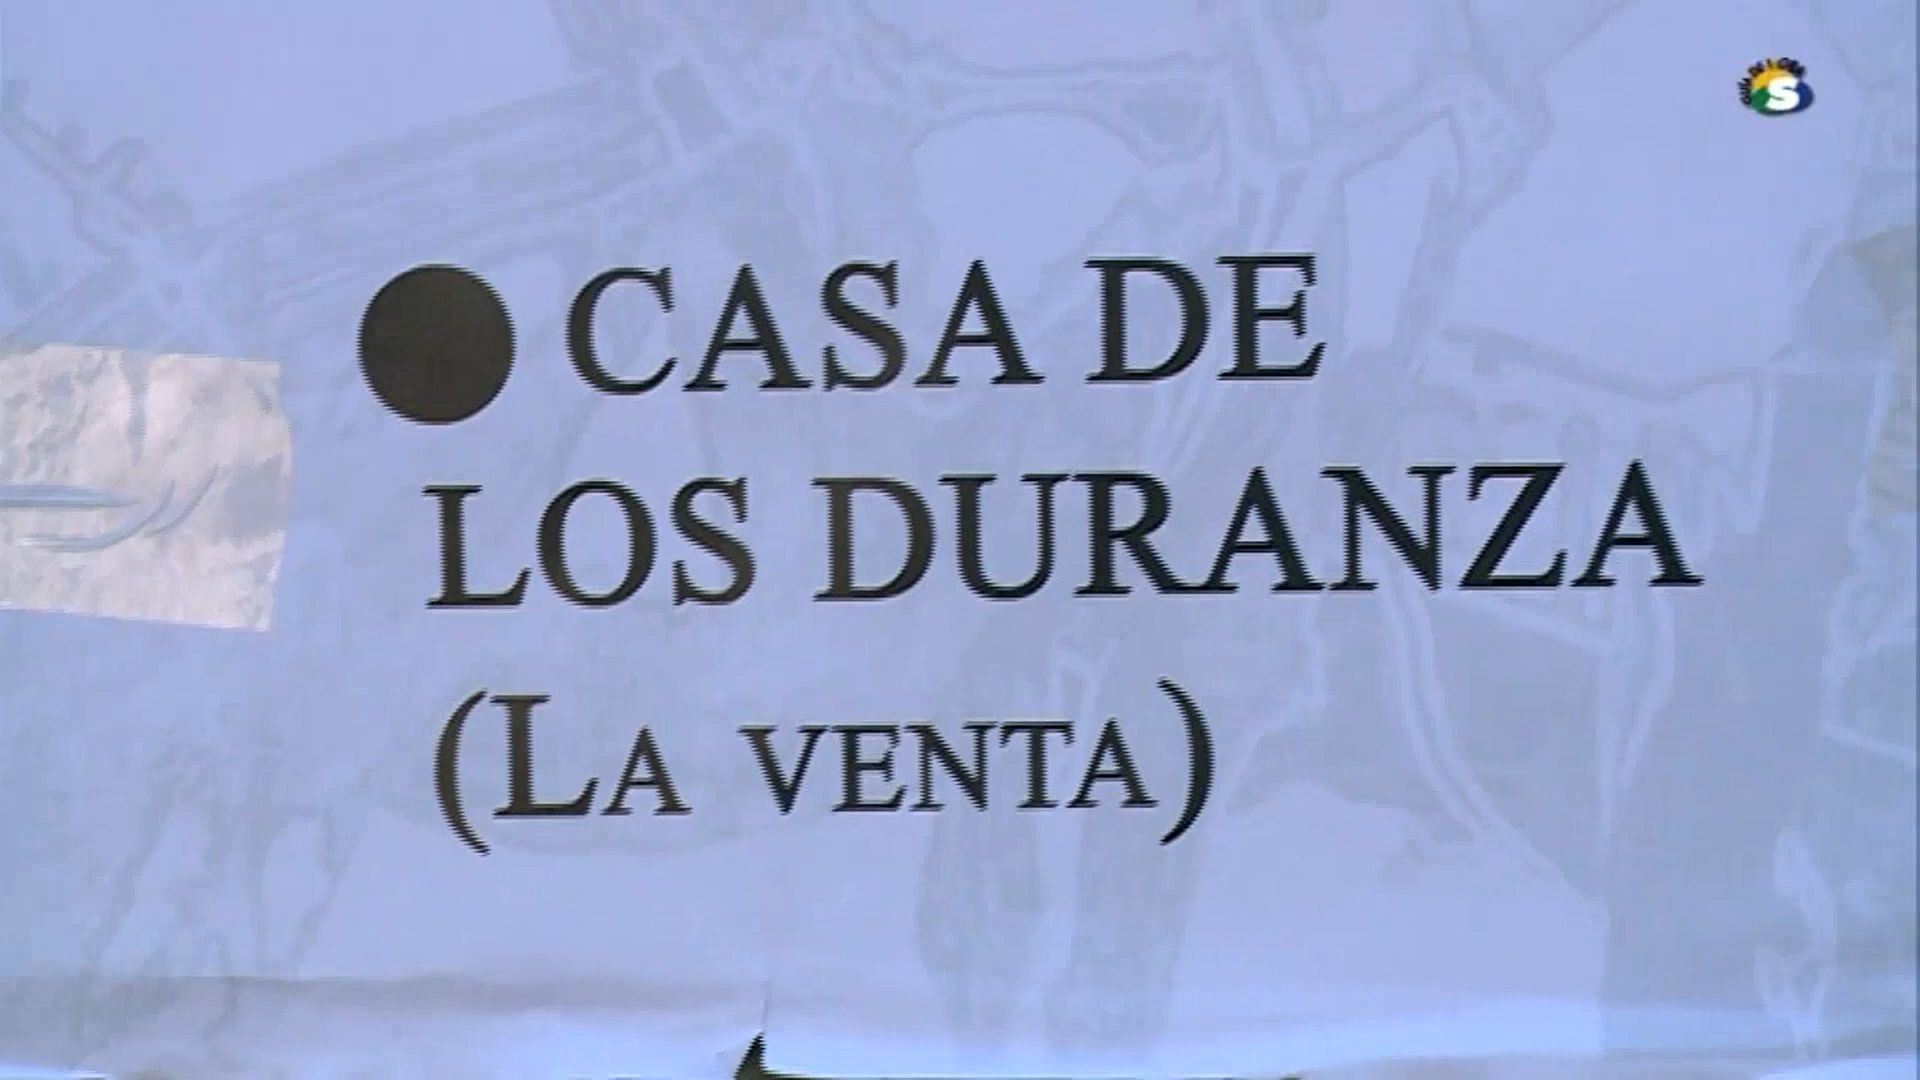 ● CASA DE
LOS DURANZA
(LA VENTA)
S